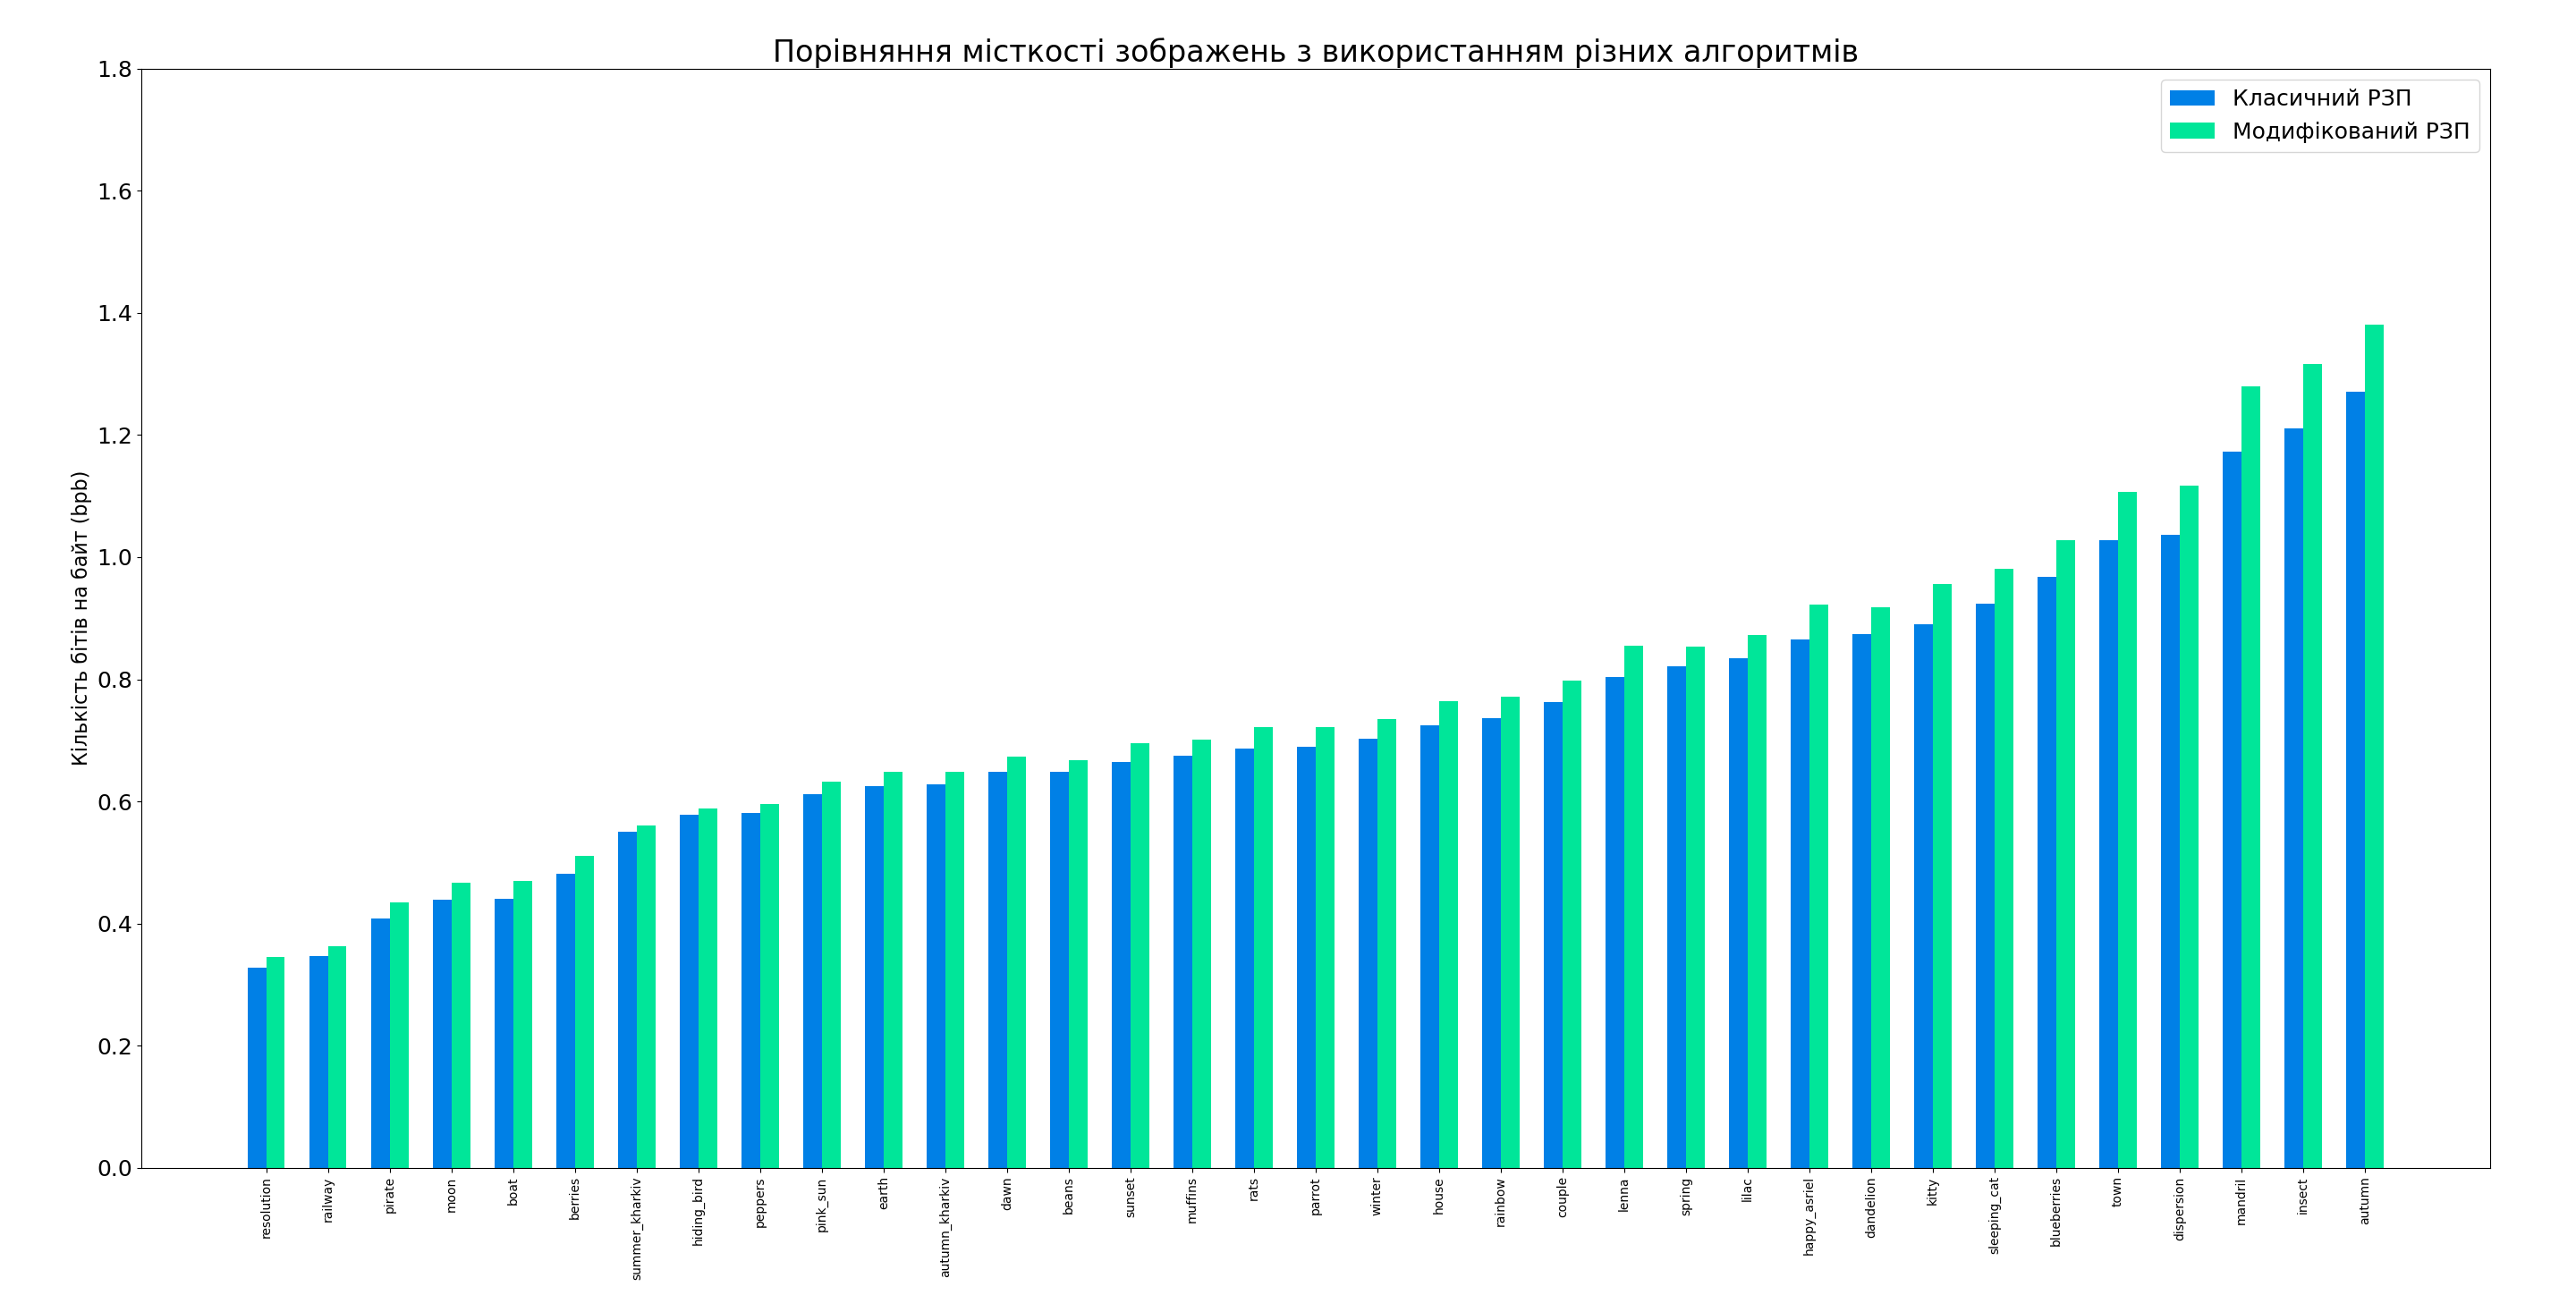 Порівняння місткості зображень з використанням різних алгоритмів
Класичний РЗП
Модифікований РЗП
Кількість бітів на байт (bpb)
1.8
1.6
1.4
1.2
1.0
0.8
0.6
0.4
0.2
0.0
resolution
railway
pirate
moon
boat
berries
summer_kharkiv
hiding_bird
peppers
pink_sun
earth
autumn_kharkiv
dawn
beans
sunset
muffins
rats
parrot
winter
house
rainbow
couple
lenna
spring
lilac
happy_asriel
dandelion
kitty
sleeping_cat
blueberries
town
dispersion
mandril
insect
autumn